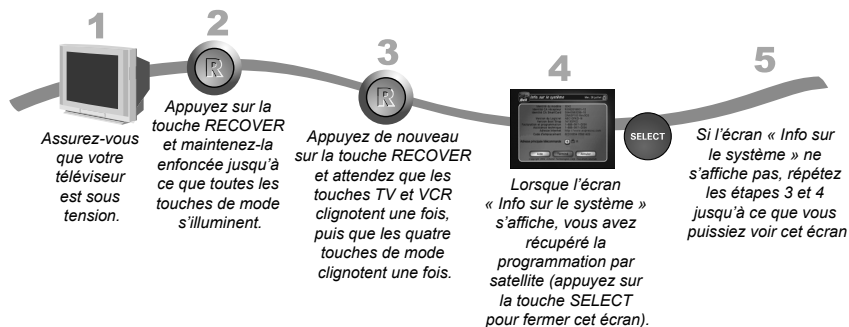 1
Assurez-vous
que votre
téléviseur
est sous
tension.
2
R
Appuyez sur la
touche RECOVER
et maintenez-la
enfoncée jusqu'à
ce que toutes les
touches de mode
s'illuminent.
3
R
Appuyez de nouveau
sur la touche RECOVER
et attendez que les
touches TV et VCR
clignotent une fois,
puis que les quatre
touches de mode
clignotent une fois.
4
Info. sur le système
SELECT
Lorsque l'écran
« Info sur le système »
s'affiche, vous avez
récupéré la
programmation par
satellite (appuyez sur
la touche SELECT
pour fermer cet écran).
5
Si l'écran « Info sur
le système » ne
s'affiche pas, répétez
les étapes 3 et 4
jusqu'à ce que vous
puissiez voir cet écran